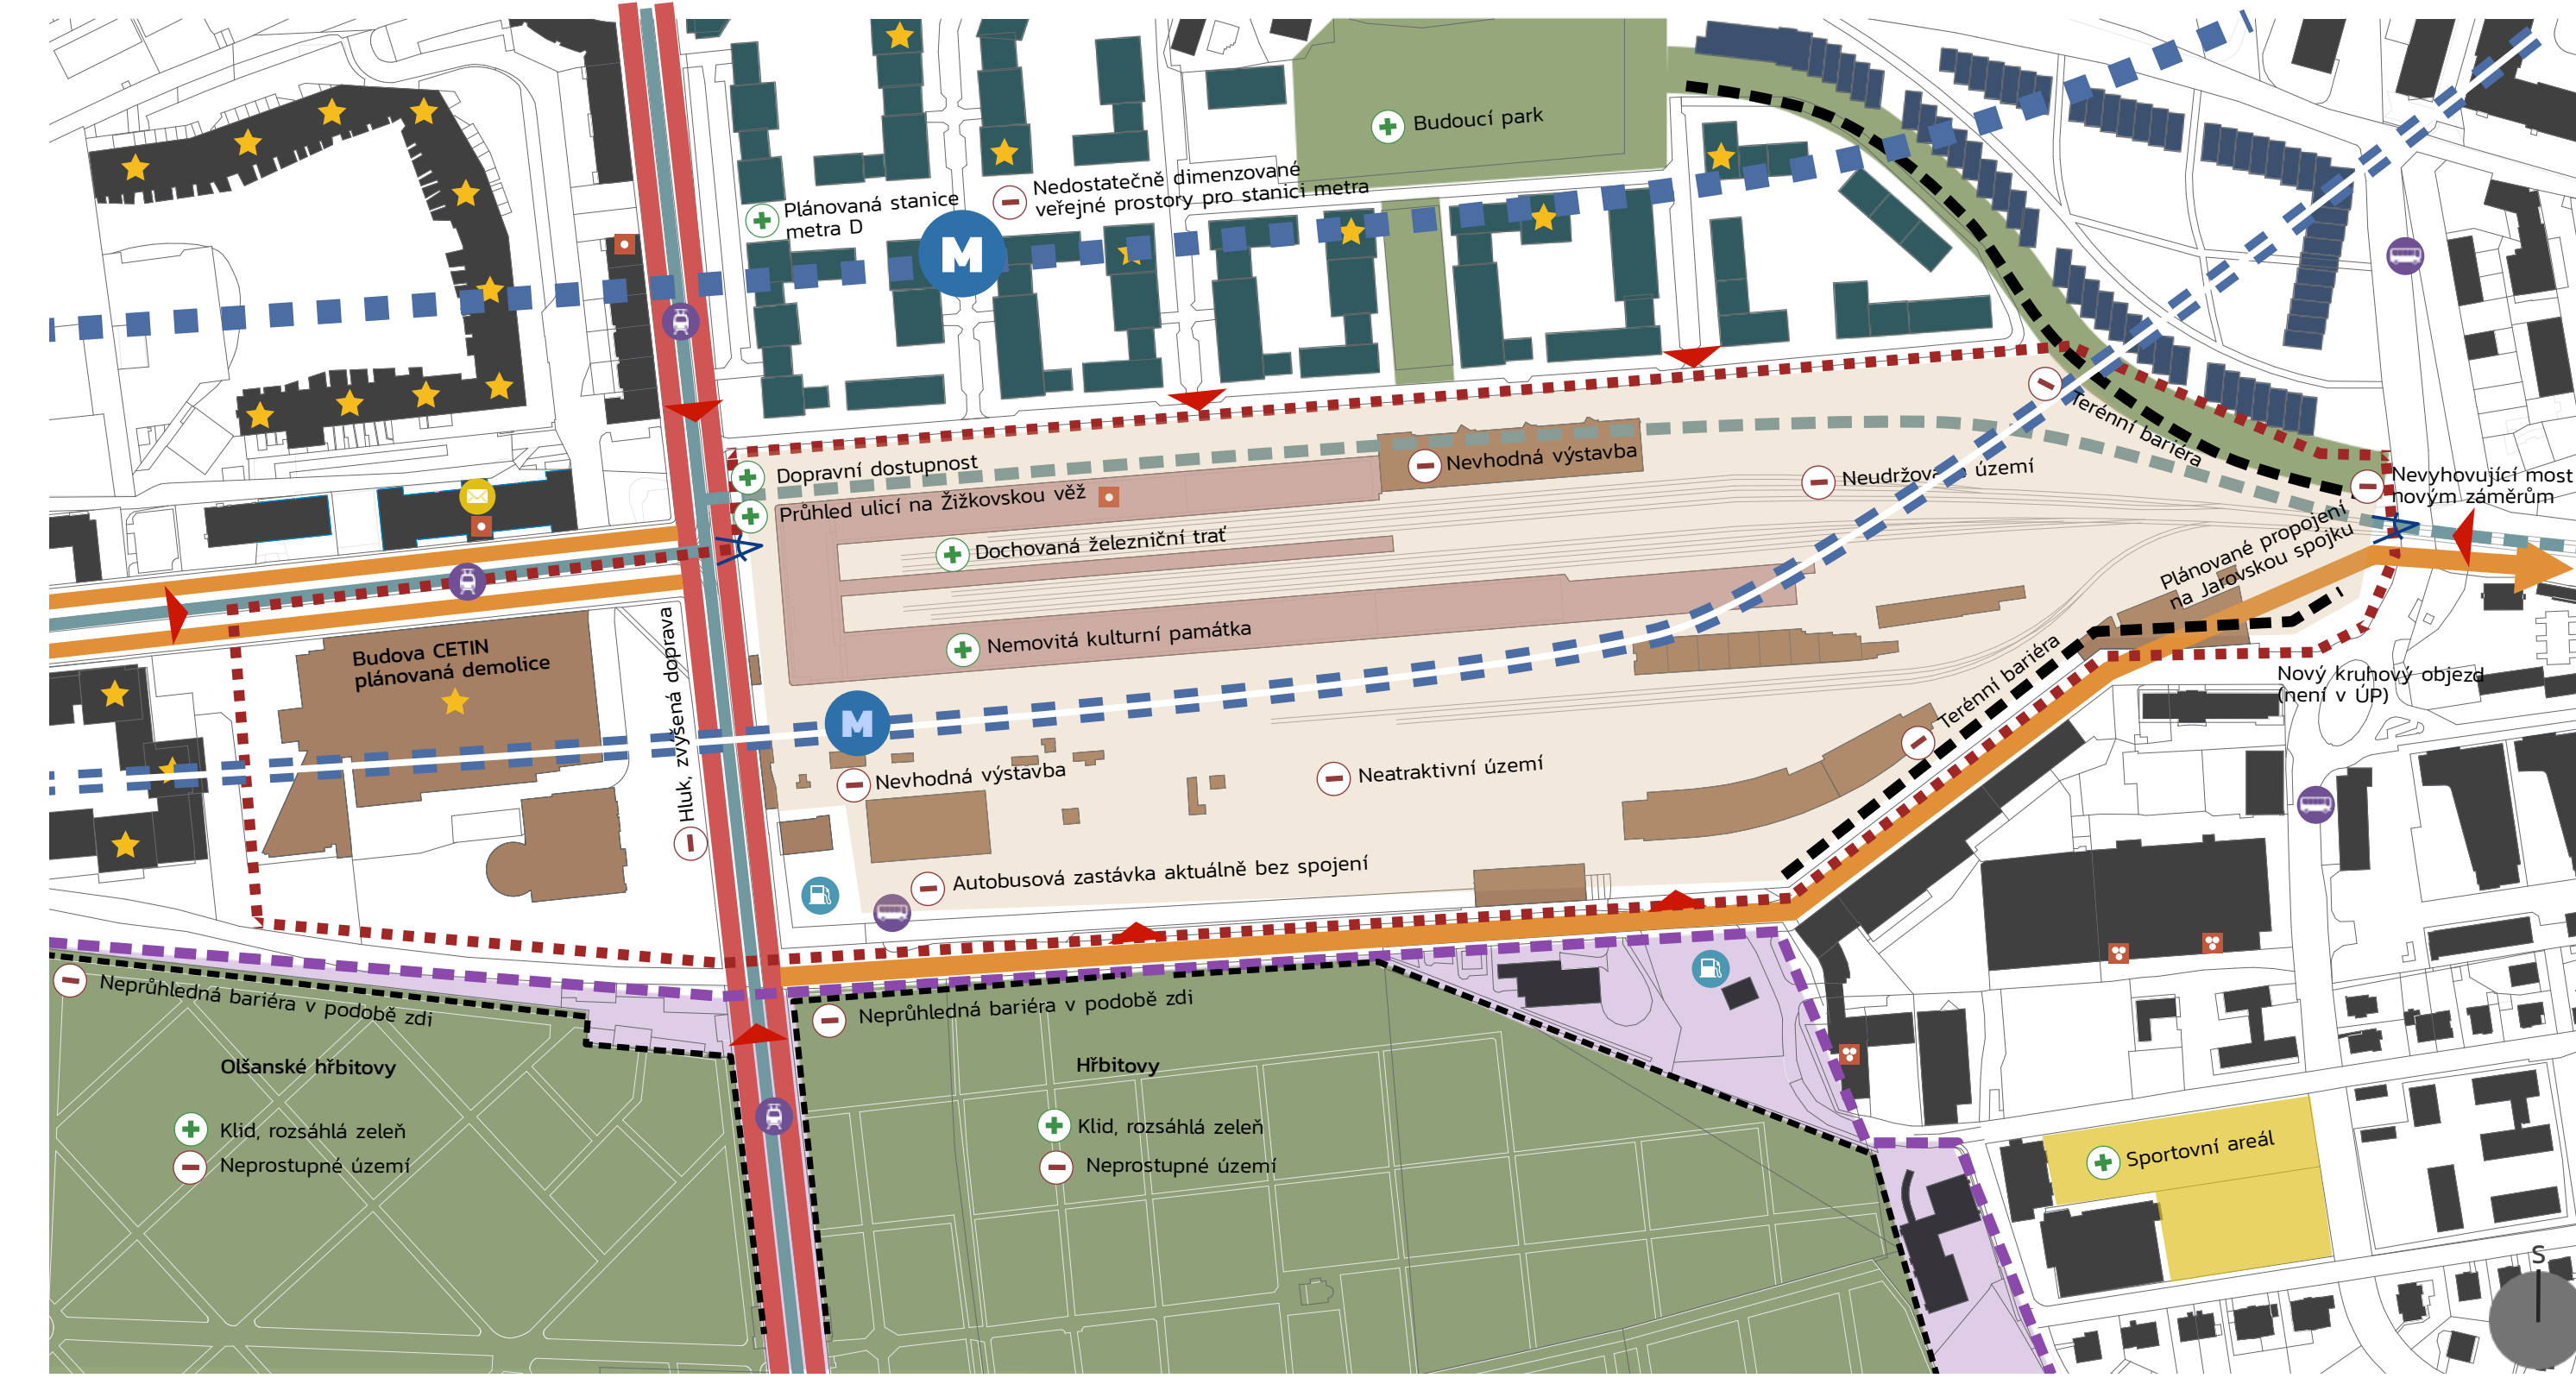 Budoucí park
Nedostatečně dimenzované
veřejné prostory pro stanici metra
Plánovaná stanice
metra D
M
Dopravní dostupnost
Průhled ulicí na Žižkovskou věž
Nevhodná výstavba
Terénní bariéra
Nevyhovující most
novým záměrům
Dochovaná železniční trať
Plánované propojení
na Jarovskou spojku
Nemovitá kulturní památka
Budova CETIN
plánovaná demolice
Hluk, zvýšená doprava
Terénní bariéra
Nový kruhový objezd
(není v ÚP)
M
Nevhodná výstavba
Neatraktivní území
Autobusová zastávka aktuálně bez spojení
Neprůhledná bariéra v podobě zdi
Neprůhledná bariéra v podobě zdi
Olšanské hřbitovy
Klid, rozsáhlá zeleň
Neprostupné území
Hřbitovy
Klid, rozsáhlá zeleň
Neprostupné území
Sportovní areál
S
území